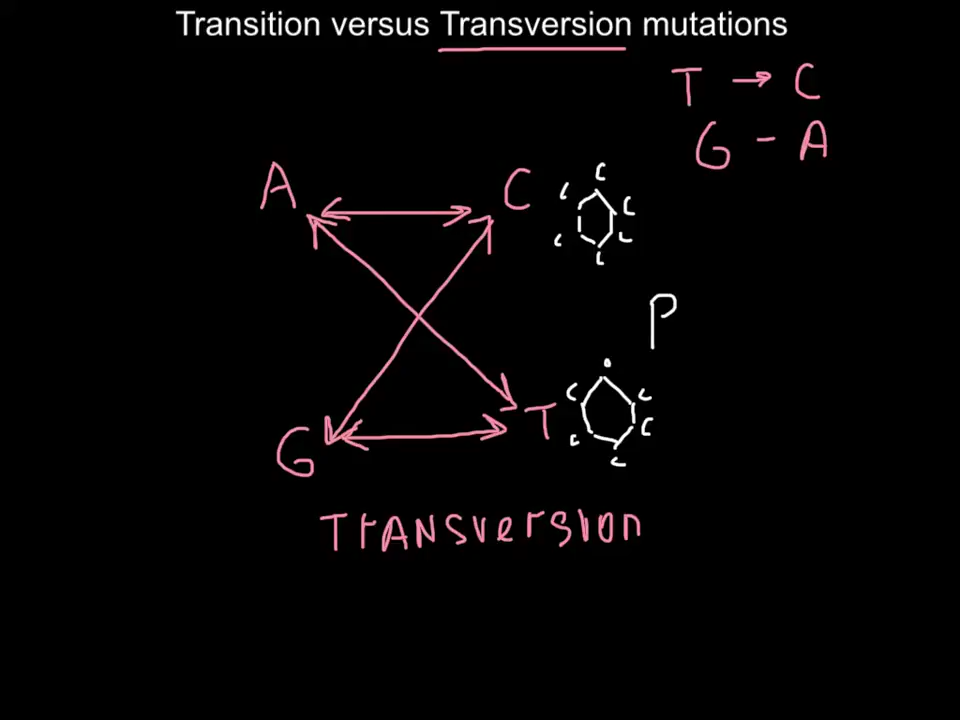 Transition versus Transversion mutations
T → C
G - A
A C
C
C C
C C
C
P
G T
C C
C C
C
TrANSversion